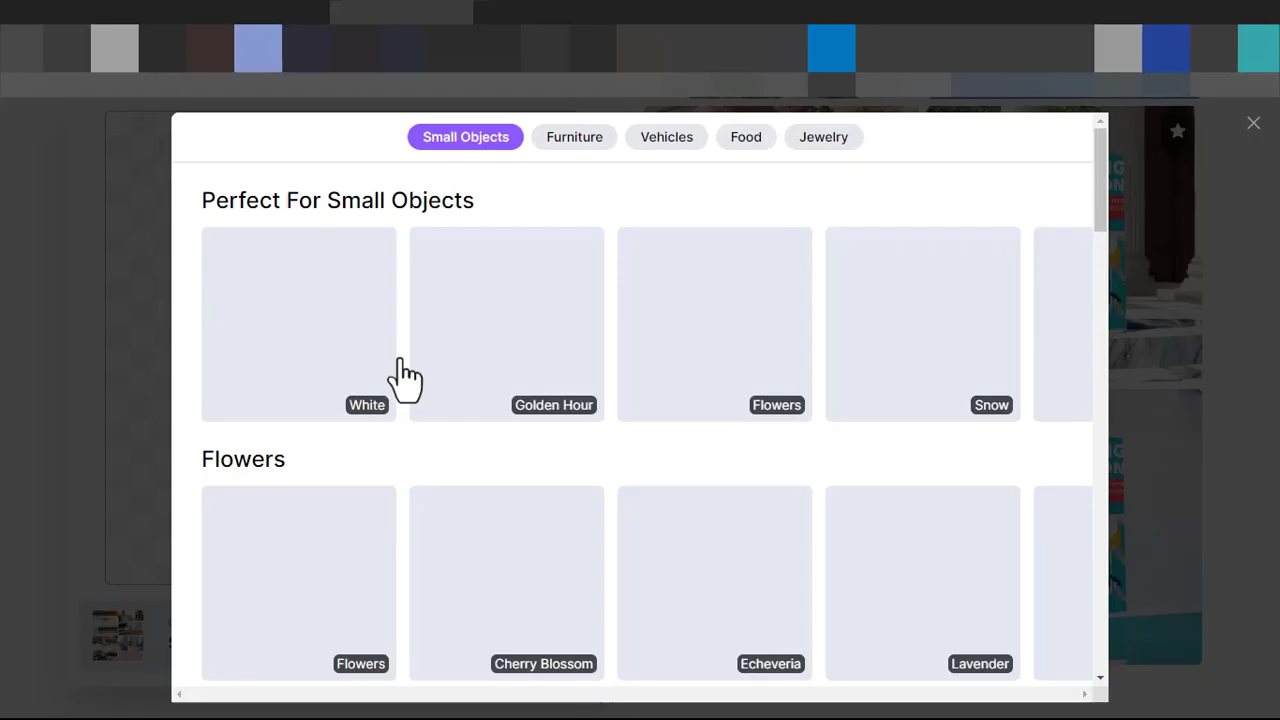 Small Objects Furniture Vehicles Food Jewelry
Perfect For Small Objects
White Golden Hour Flowers Snow
Flowers
Flowers Cherry Blossom Echeveria Lavender